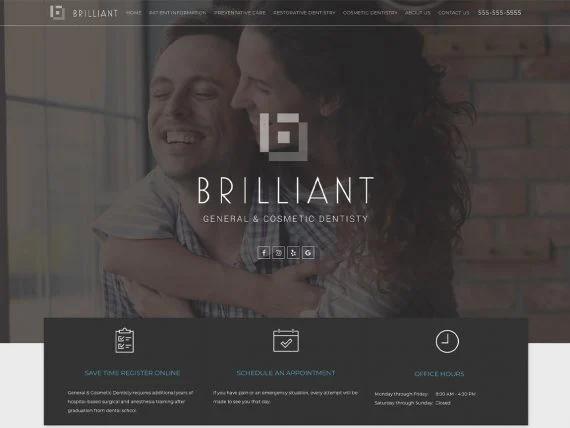 BRILLIANT HOME PATIENT INFORMATION PREVENTATIVE CARE RESTORATIVE DENTISTRY COSMETIC DENTISTRY ABOUT US CONTACT US 555-555-5555
BRILLIANT
GENERAL & COSMETIC DENTISTY
SAVE TIME REGISTER ONLINE
General & Cosmetic Dentistry requires additional years of
hospital-based surgical and anesthesia training after
graduation from dental school.
SCHEDULE AN APPOINTMENT
If you have pain or an emergency situation, every attempt will be
made to see you that day.
OFFICE HOURS
Monday through Friday: 8:00 AM - 4:30 PM
Saturday through Sunday: Closed